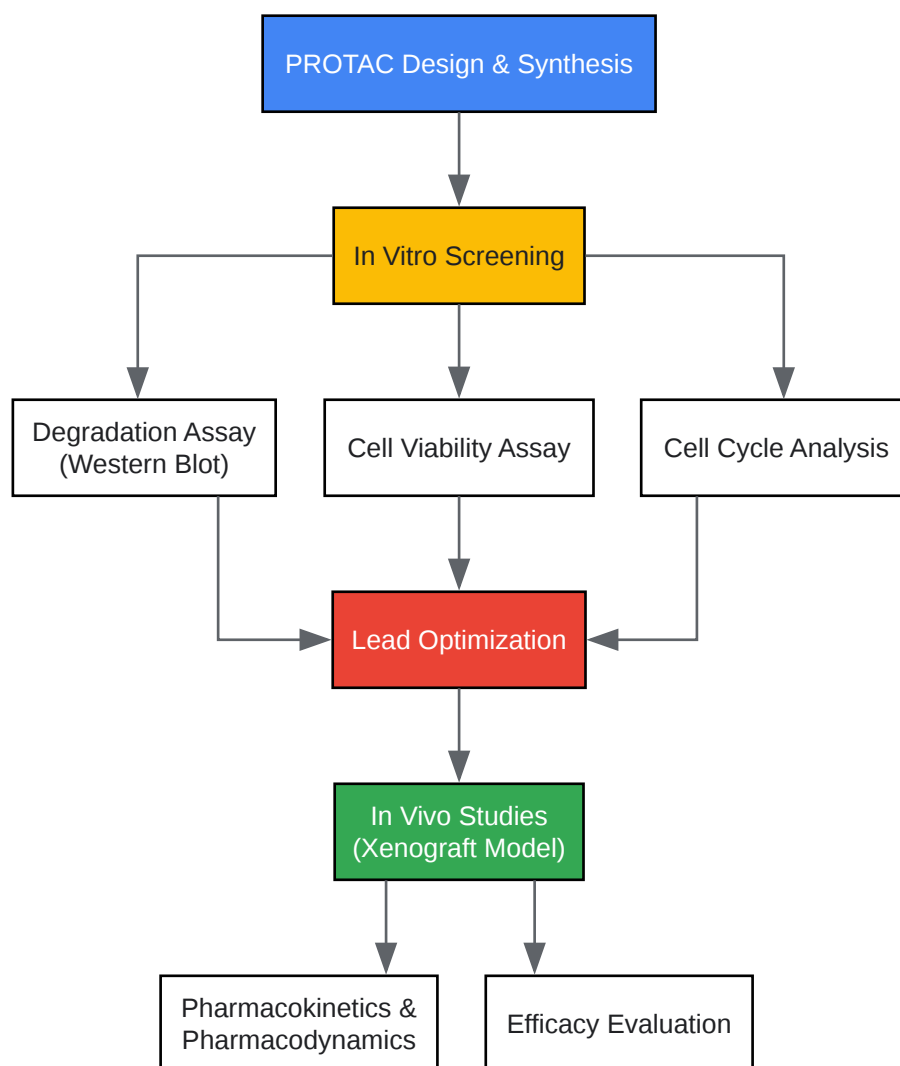 PROTAC Design & Synthesis
In Vitro Screening
Degradation Assay
(Western Blot)
Cell Viability Assay
Cell Cycle Analysis
Lead Optimization
In Vivo Studies
(Xenograft Model)
Pharmacokinetics &
Pharmacodynamics
Efficacy Evaluation